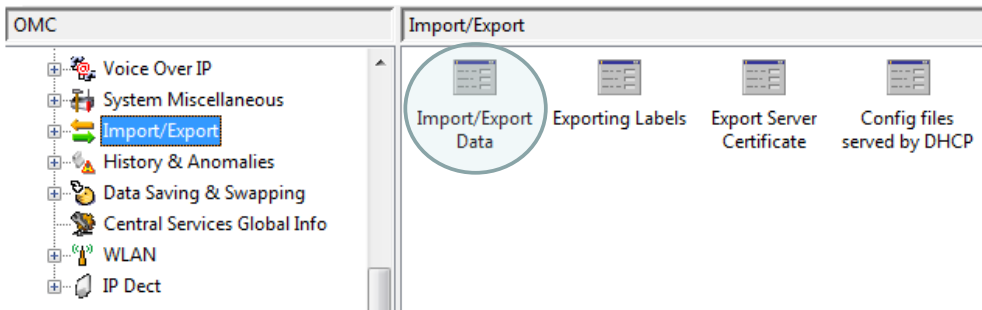 OMC
Voice Over IP
System Miscellaneous
Import/Export
History & Anomalies
Data Saving & Swapping
Central Services Global Info
WLAN
IP Dect
Import/Export
Import/Export
Data
Exporting Labels
Export Server
Certificate
Config files
served by DHCP